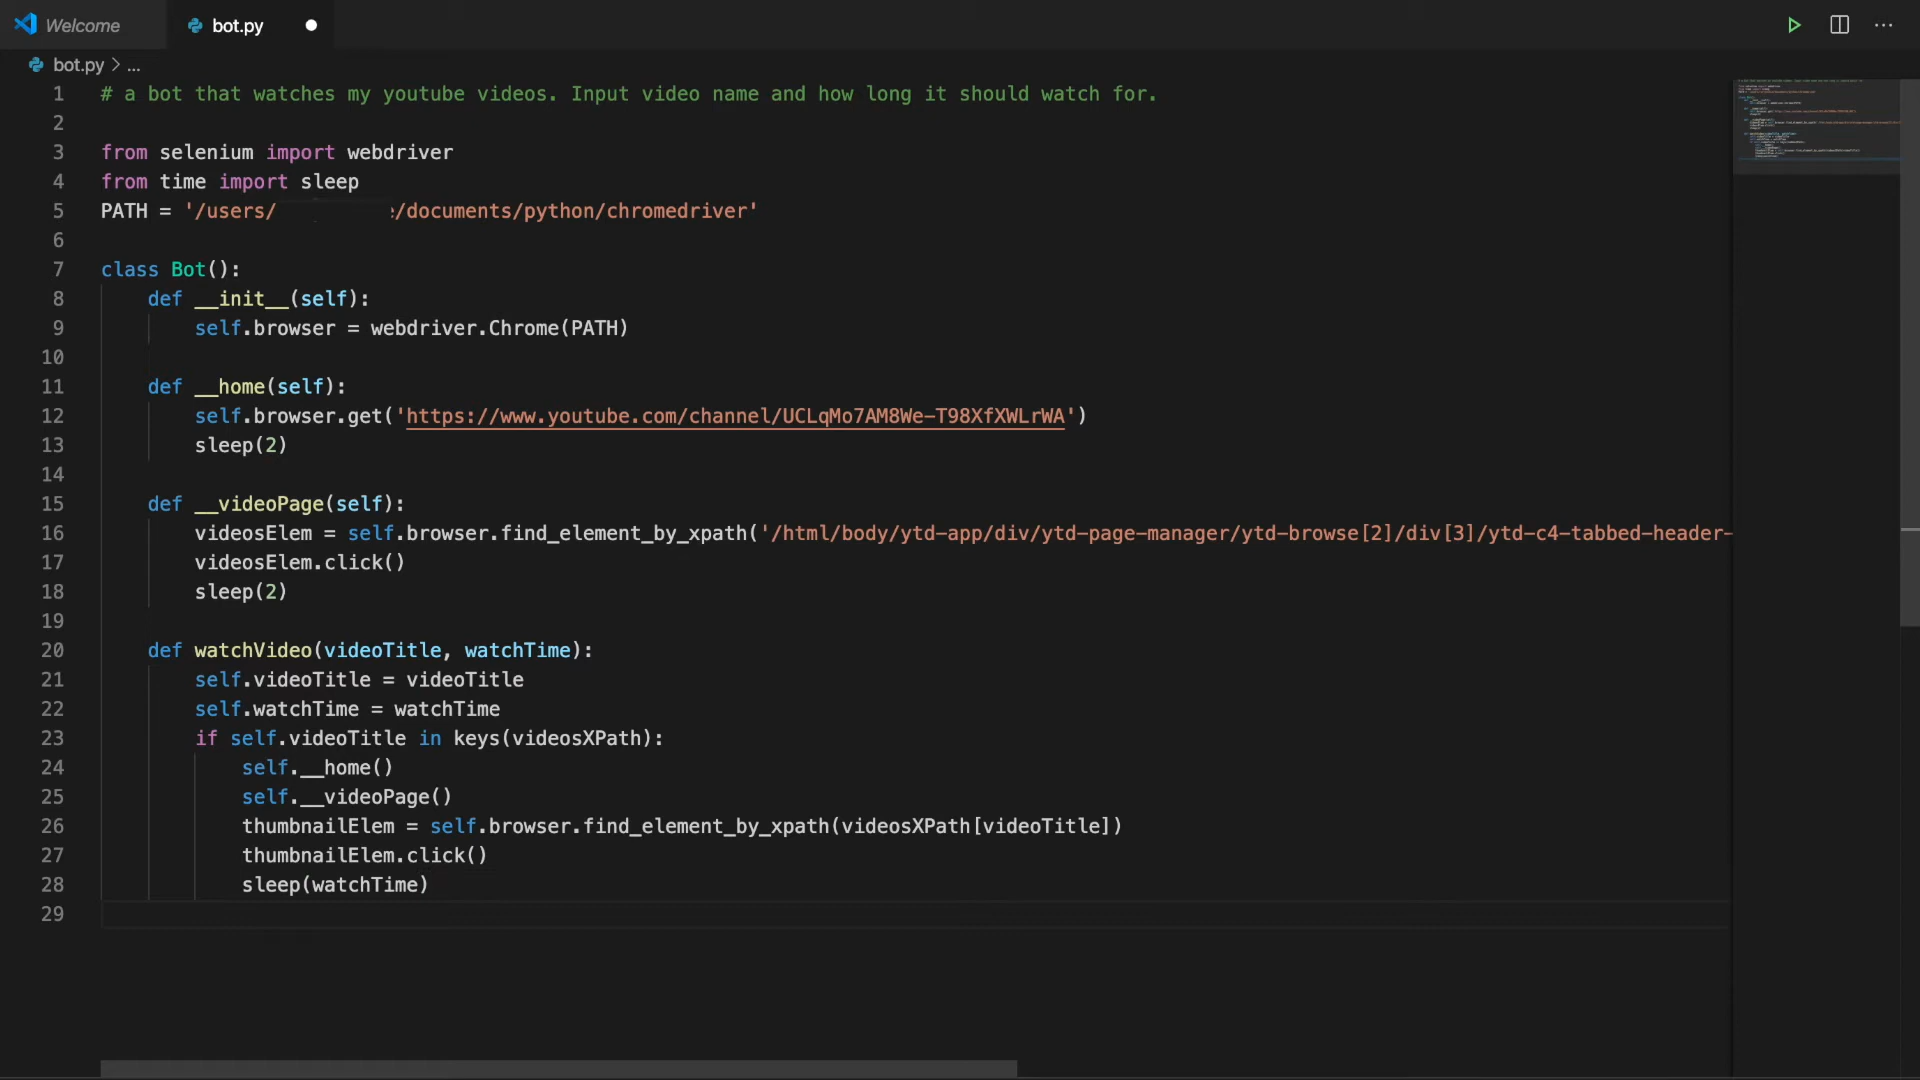 Welcome
bot.py
bot.py > ...
1 # a bot that watches my youtube videos. Input video name and how long it should watch for.
2
3 from selenium import webdriver
4 from time import sleep
5 PATH = '/users/ e/documents/python/chromedriver'
6
7 class Bot():
8     def __init__(self):
9         self.browser = webdriver.Chrome(PATH)
10
11     def __home(self):
12         self.browser.get('https://www.youtube.com/channel/UCLqMo7AM8We-T98XfXWLrWA')
13         sleep(2)
14
15     def __videoPage(self):
16         videosElem = self.browser.find_element_by_xpath('/html/body/ytd-app/div/ytd-page-manager/ytd-browse[2]/div[3]/ytd-c4-tabbed-header-
17         videosElem.click()
18         sleep(2)
19
20     def watchVideo(videoTitle, watchTime):
21         self.videoTitle = videoTitle
22         self.watchTime = watchTime
23         if self.videoTitle in keys(videosXPath):
24             self.__home()
25             self.__videoPage()
26             thumbnailElem = self.browser.find_element_by_xpath(videosXPath[videoTitle])
27             thumbnailElem.click()
28             sleep(watchTime)
29